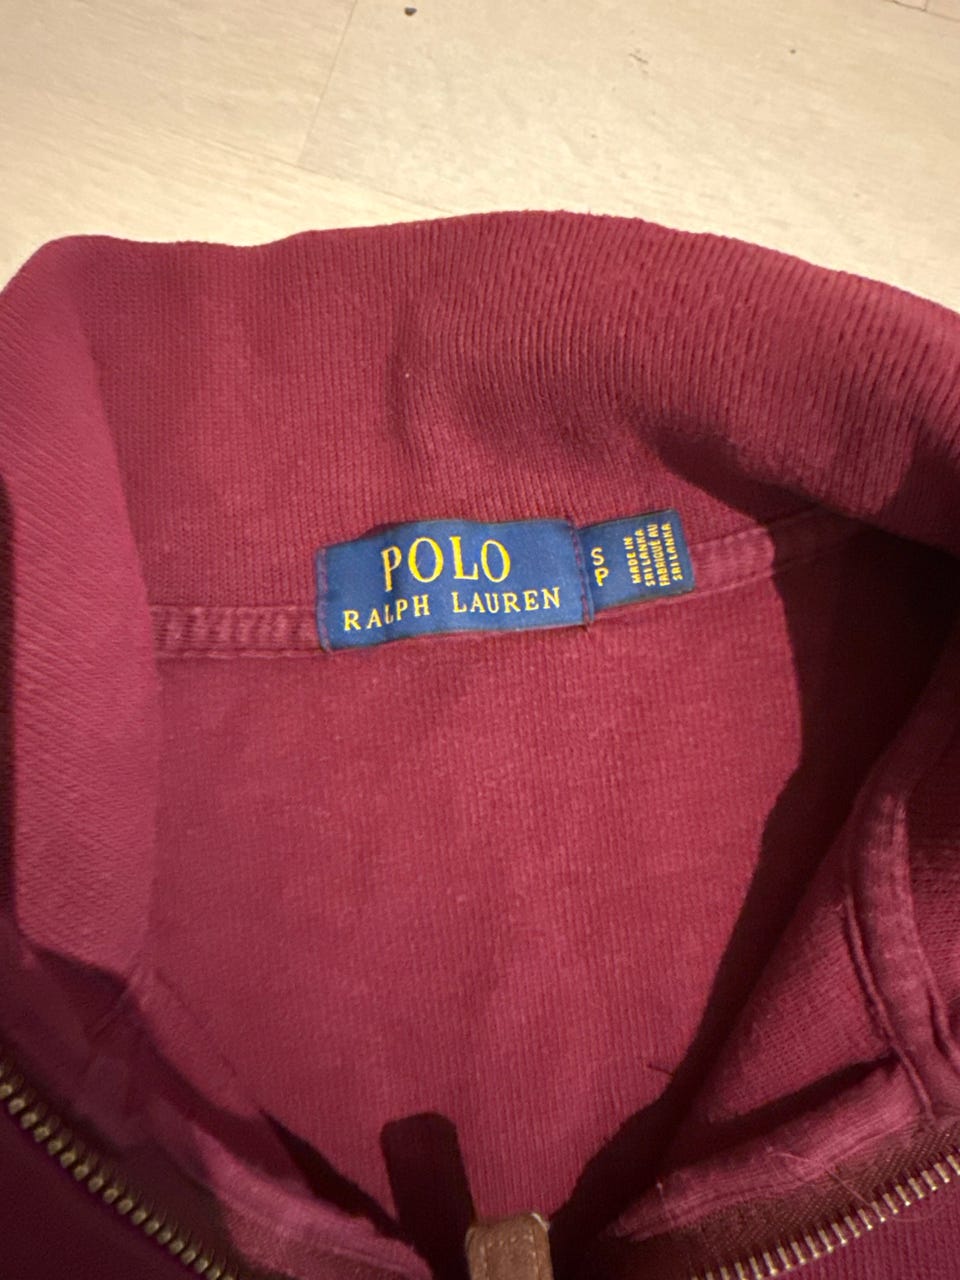 POLO
RALPH LAUREN
S
P
MADE IN
SRI LANKA
FABRIQUÉ AU
SRI LANKA